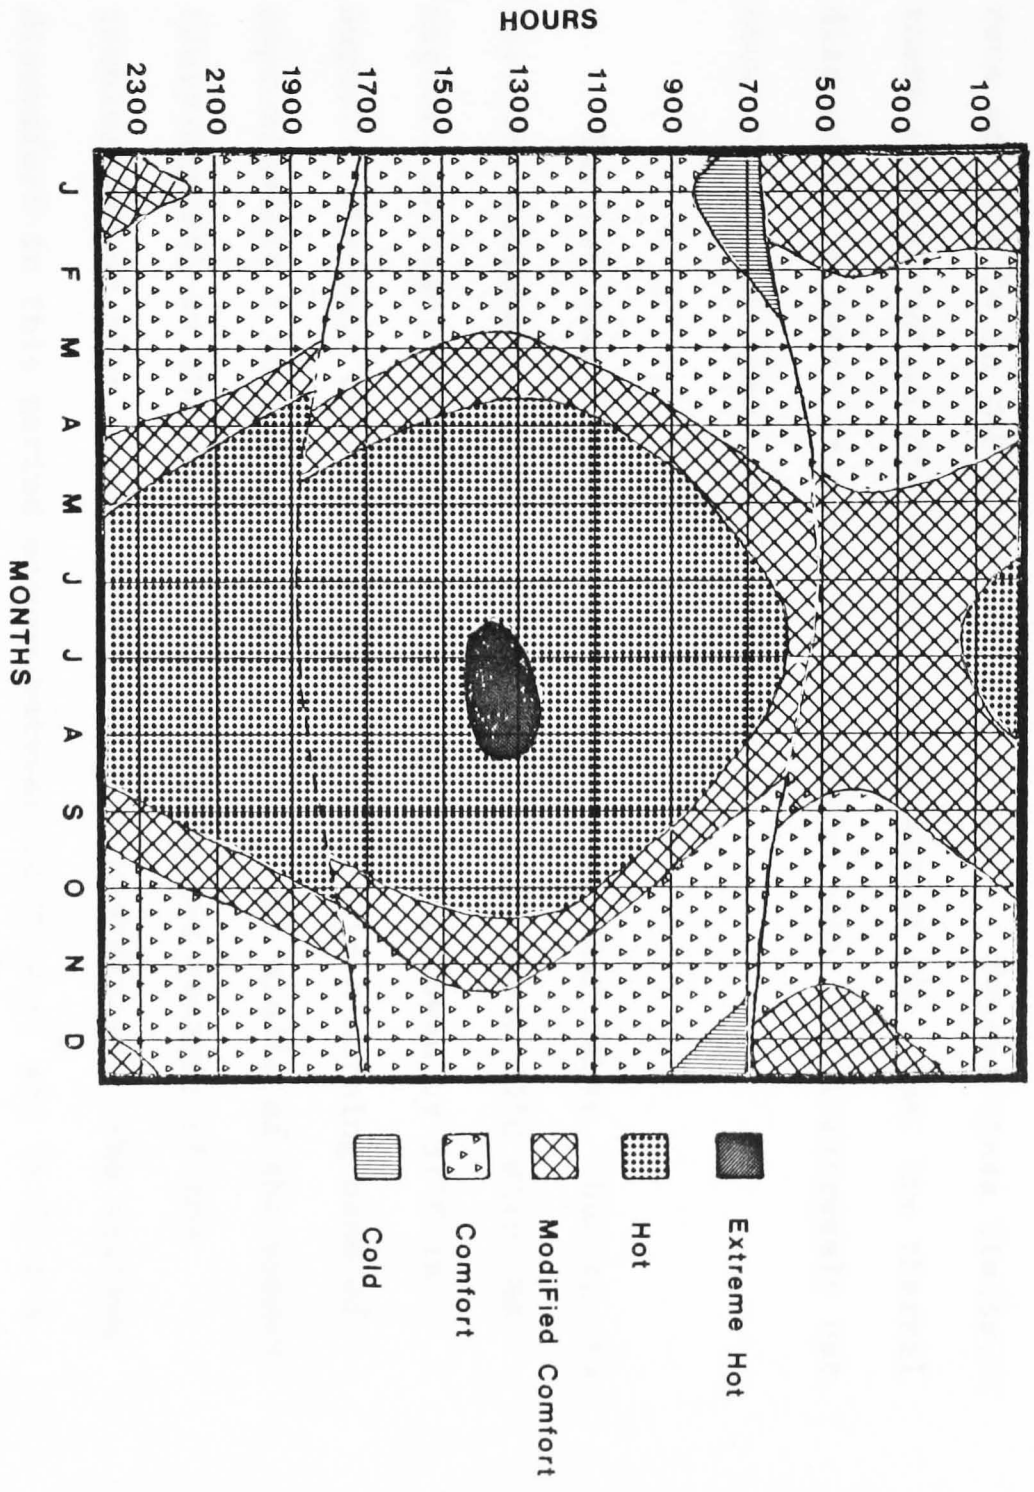 HOURS
2300
2100
1900
1700
1500
1300
1100
900
700
500
300
100
J
F
M
A
M
J
J
A
S
O
N
D
MONTHS
Extreme Hot
Hot
ModiFied Comfort
Comfort
Cold